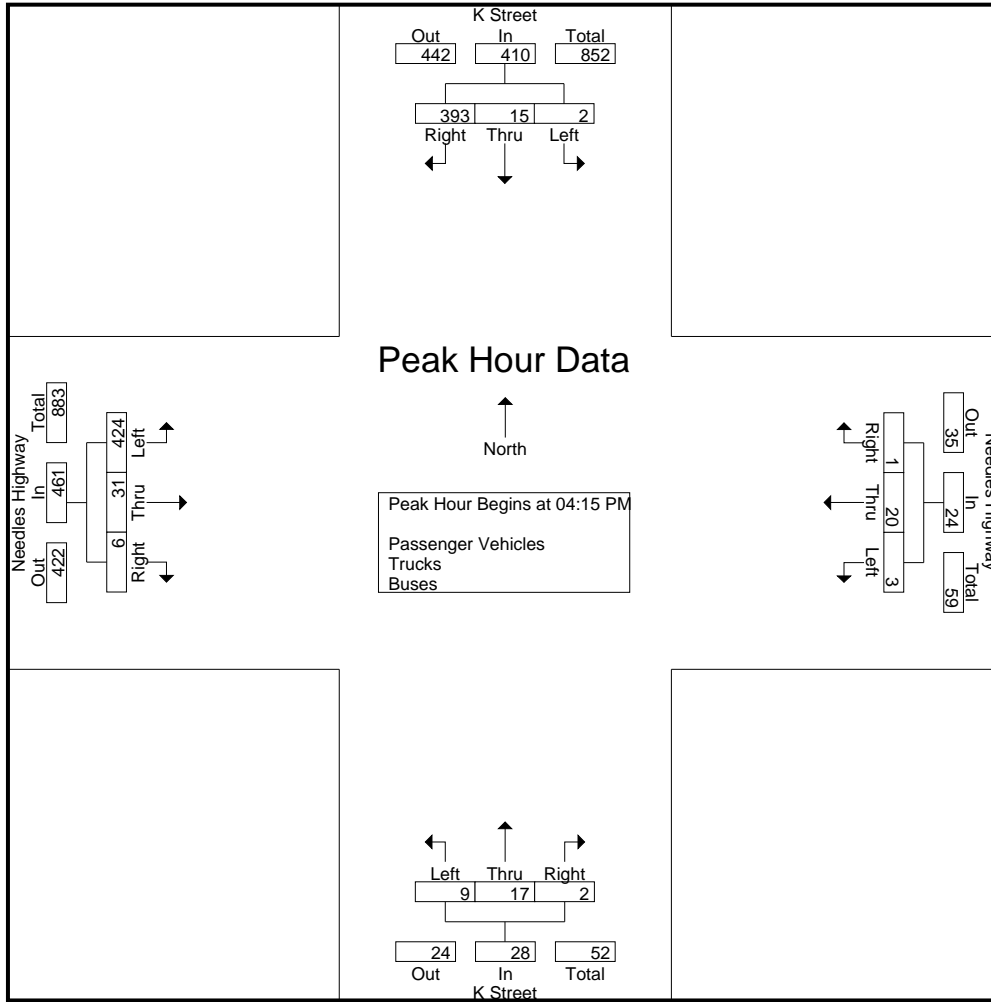 K Street
Out In Total
442 410 852
393 15 2
Right Thru Left
Peak Hour Data
North
Peak Hour Begins at 04:15 PM
Passenger Vehicles
Trucks
Buses
Needles Highway
Out In Total
422 461 883
Left Thru Right
424 31 6
Needles Highway
Out In Total
35 24 59
Right Thru Left
1 20 3
Left Thru Right
9 17 2
24 28 52
Out In Total
K Street